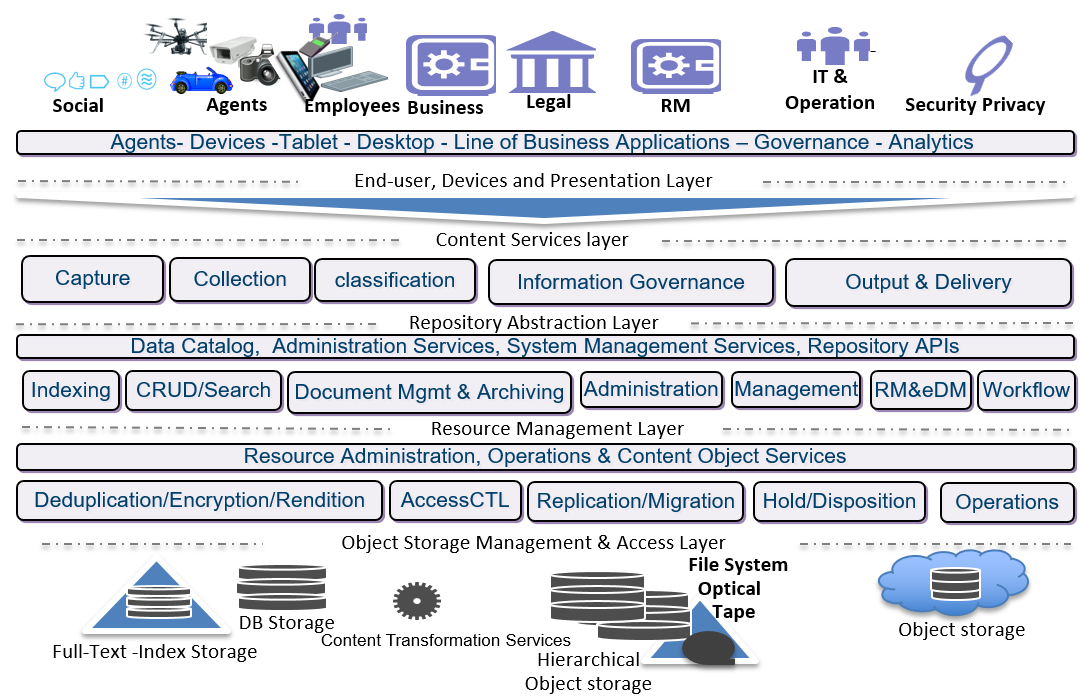 #
Social
Agents
Employees
Business
Legal
RM
IT &
Operation
Security Privacy
Agents- Devices -Tablet - Desktop - Line of Business Applications – Governance - Analytics
End-user, Devices and Presentation Layer
Content Services layer
Capture
Collection
classification
Information Governance
Output & Delivery
Repository Abstraction Layer
Data Catalog, Administration Services, System Management Services, Repository APIs
Indexing
CRUD/Search
Document Mgmt & Archiving
Administration
Management
RM&eDM
Workflow
Resource Management Layer
Resource Administration, Operations & Content Object Services
Deduplication/Encryption/Rendition
AccessCTL
Replication/Migration
Hold/Disposition
Operations
Object Storage Management & Access Layer
Full-Text -Index Storage
DB Storage
Content Transformation Services
Hierarchical
Object storage
File System
Optical
Tape
Object storage